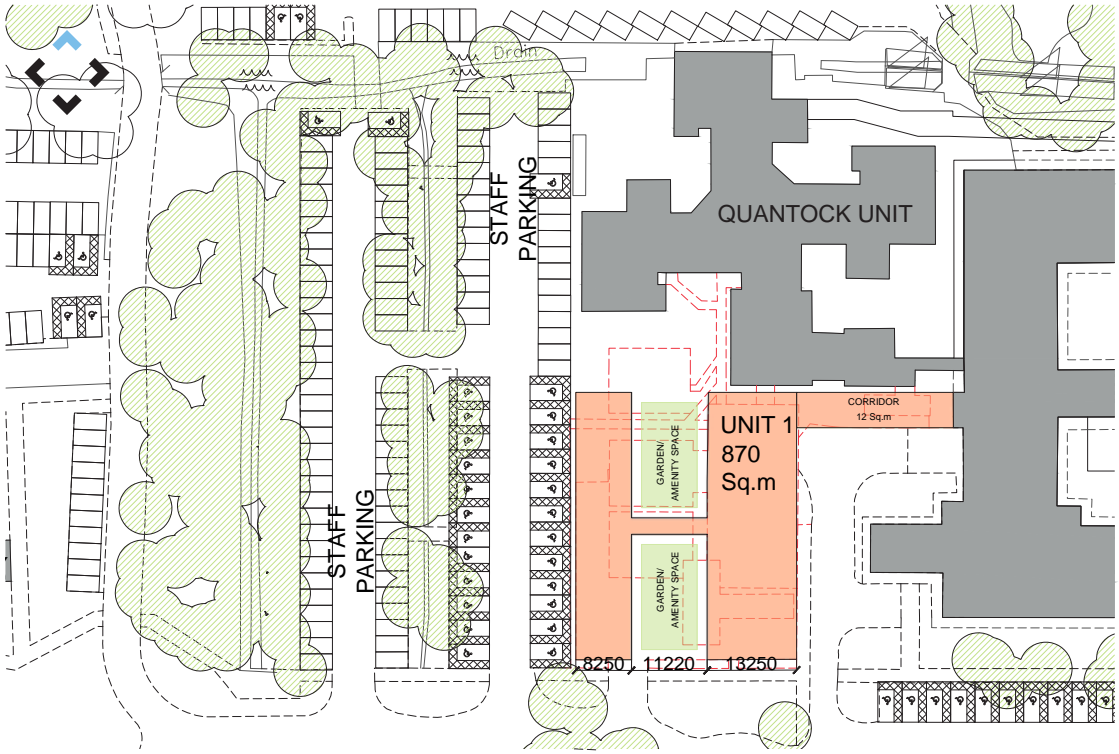 Drain
STAFF
PARKING
QUANTOCK UNIT
CORRIDOR
12 Sq.m
UNIT 1
870
Sq.m
GARDEN/
AMENITY SPACE
STAFF
PARKING
GARDEN/
AMENITY SPACE
8250
11220
13250